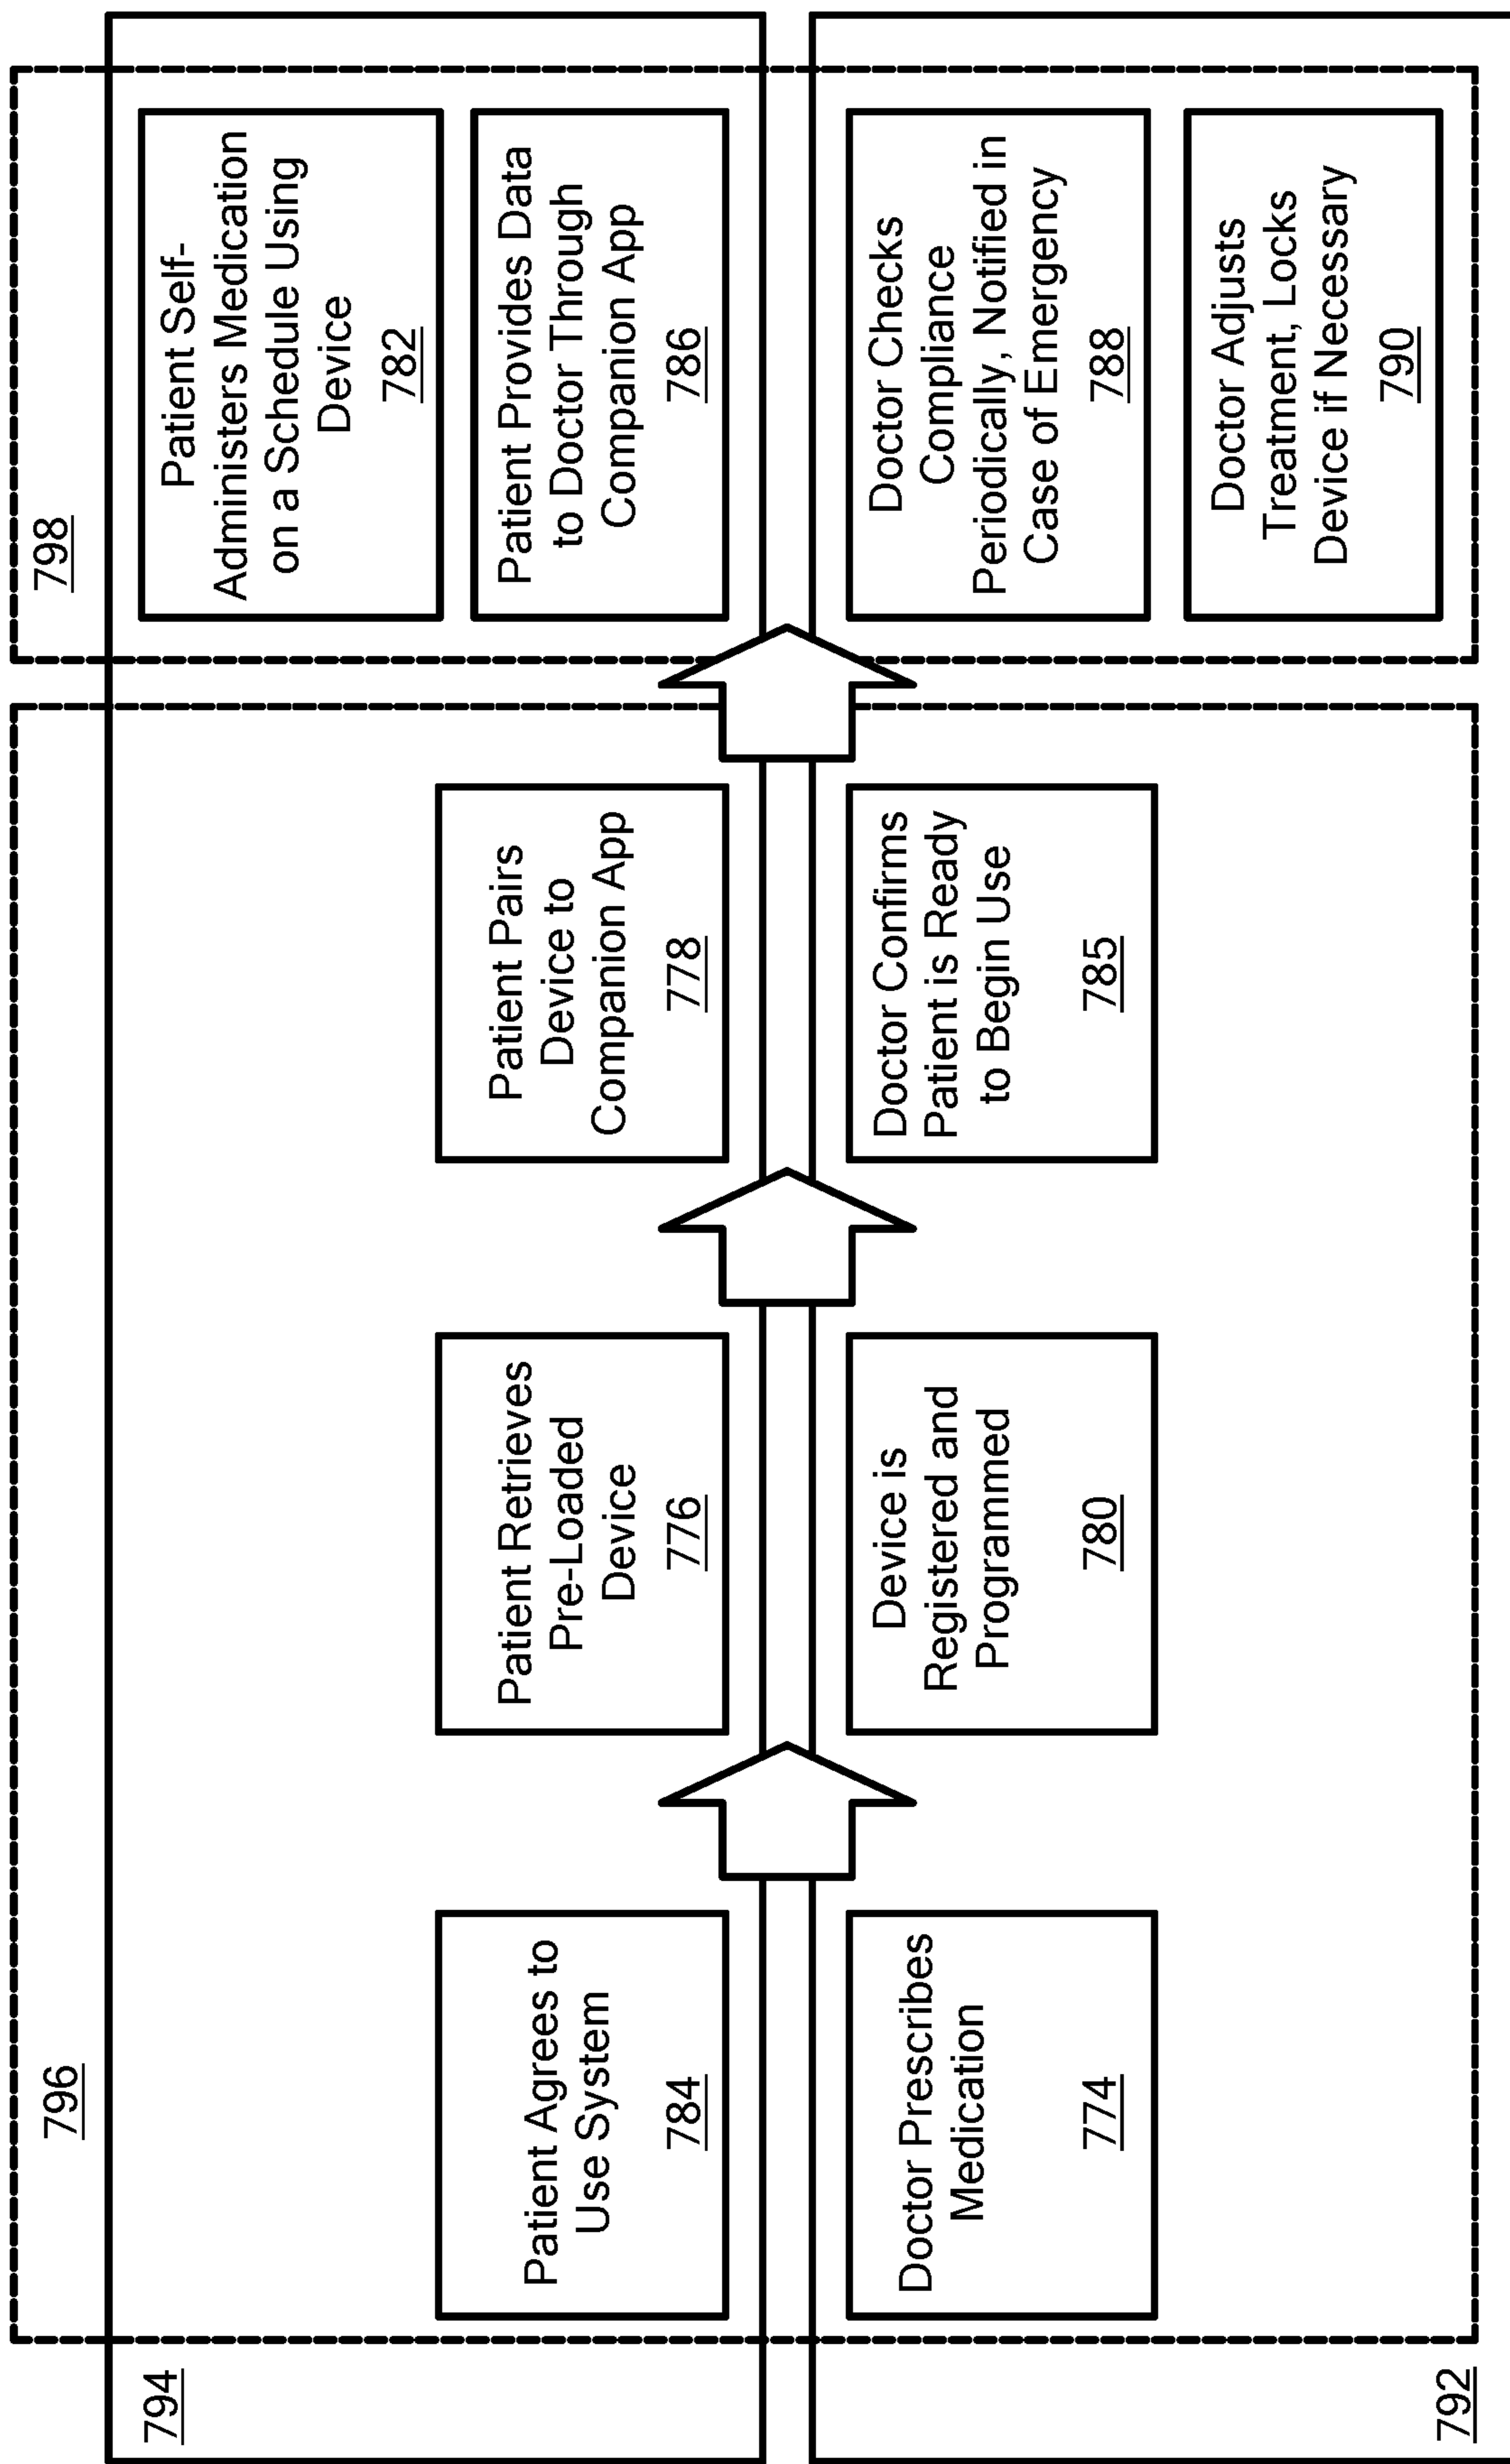 796
798
794
Patient Agrees to
Use System
784
Patient Retrieves
Pre-Loaded
Device
776
Patient Pairs
Device to
Companion App
778
Patient Self-
Administers Medication
on a Schedule Using
Device
782
Patient Provides Data
to Doctor Through
Companion App
786
Doctor Prescribes
Medication
774
Device is
Registered and
Programmed
780
Doctor Confirms
Patient is Ready
to Begin Use
785
Doctor Checks
Compliance
Periodically, Notified in
Case of Emergency
788
Doctor Adjusts
Treatment, Locks
Device if Necessary
790
792